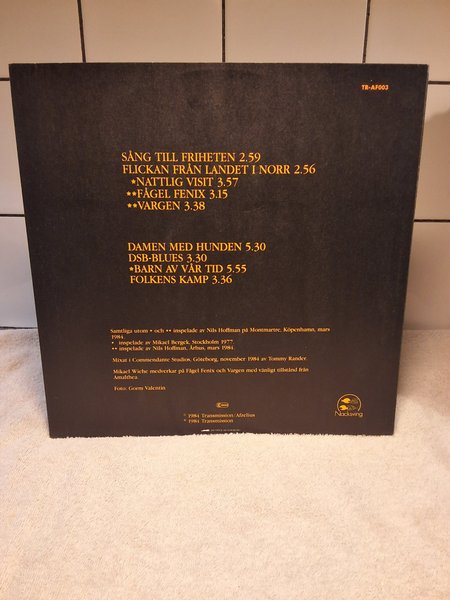 TR-AF003
SÅNG TILL FRIHETEN 2.59
FLICKAN FRÅN LANDET I NORR 2.56
*NATTLIG VISIT 3.57
**FÅGEL FENIX 3.15
**VARGEN 3.38
DAMEN MED HUNDEN 5.30
DSB-BLUES 3.30
*BARN AV VÅR TID 5.55
FOLKENS KAMP 3.36
Samtliga utom • och •• inspelade av Nils Hoffman på Montmartre, Köpenhamn, mars
1984.
• inspelade av Mikael Bergek, Stockholm 1977.
•• inspelade av Nils Hoffman, Århus, mars 1984.
Mixat i Commendante Studios, Göteborg, november 1984 av Tommy Rander.
Mikael Wiehe medverkar på Fågel Fenix och Vargen med vänligt tillstånd från
Amalthea.
Foto: Gorm Valentin
© 1984 Transmission/Afzelius
℗ 1984 Transmission
Nacksving